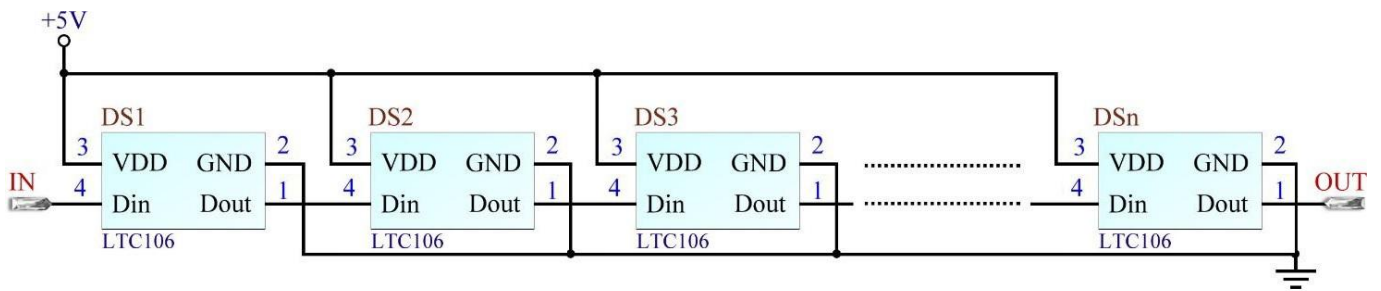 +5V
DS1 DS2 DS3 DSn
3 VDD GND 2 3 VDD GND 2 3 VDD GND 2 3 VDD GND 2
IN 4 Din Dout 1 4 Din Dout 1 4 Din Dout 1 4 Din Dout 1 OUT
LTC106 LTC106 LTC106 LTC106